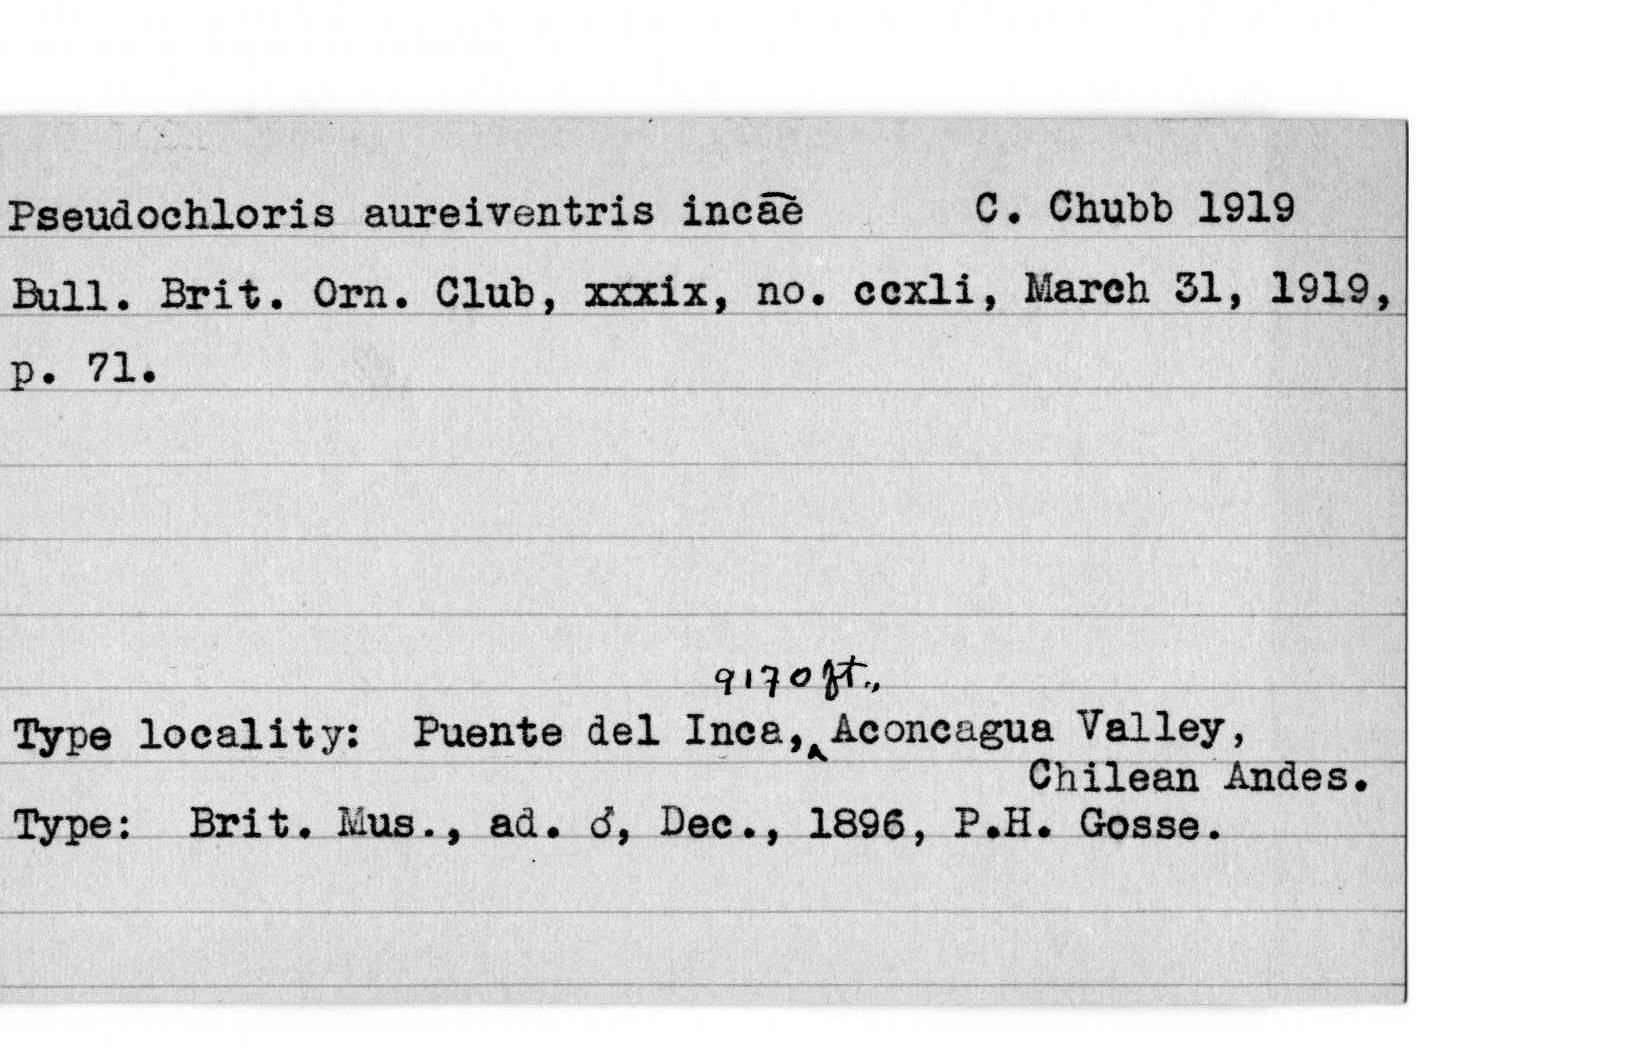 Pseudochloris aureiventris incae C. Chubb 1919
Bull. Brit. Orn. Club, xxxix, no. ccxli, March 31, 1919,
p. 71.
9170 ft.,
Type locality: Puente del Inca, ‸ Aconcagua Valley,
Chilean Andes.
Type: Brit. Mus., ad. ♂, Dec., 1896, P.H. Gosse.